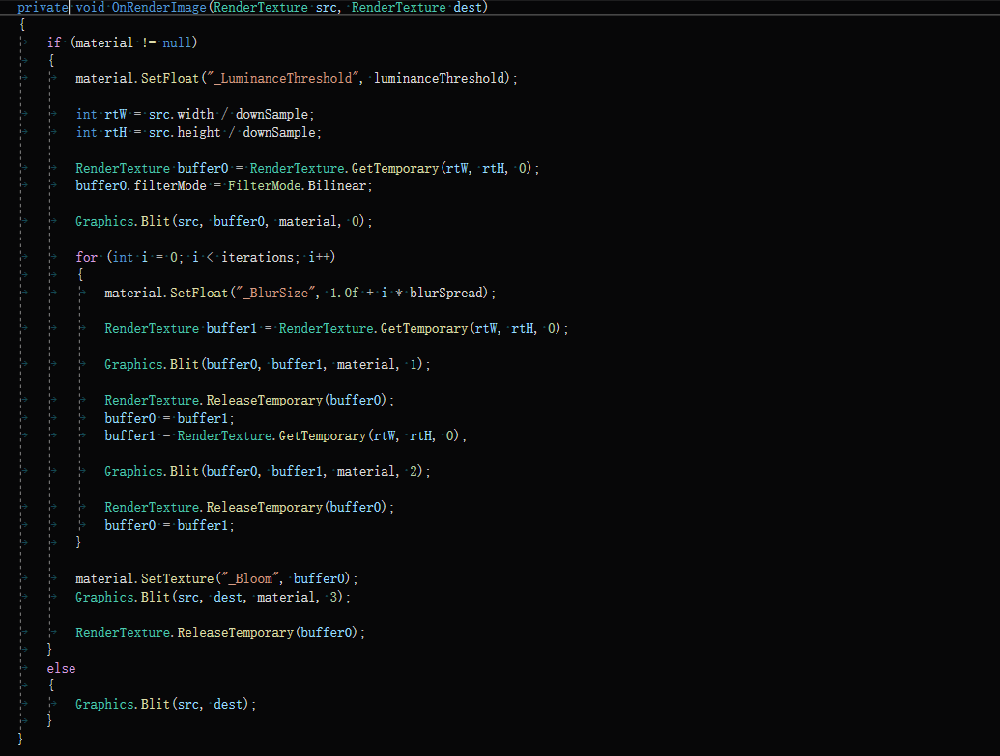 private void OnRenderImage(RenderTexture src, RenderTexture dest)
{
if (material != null)
{
material.SetFloat("_LuminanceThreshold", luminanceThreshold);
int rtW = src.width / downSample;
int rtH = src.height / downSample;
RenderTexture buffer0 = RenderTexture.GetTemporary(rtW, rtH, 0);
buffer0.filterMode = FilterMode.Bilinear;
Graphics.Blit(src, buffer0, material, 0);
for (int i = 0; i < iterations; i++)
{
material.SetFloat("_BlurSize", 1.0f + i * blurSpread);
RenderTexture buffer1 = RenderTexture.GetTemporary(rtW, rtH, 0);
Graphics.Blit(buffer0, buffer1, material, 1);
RenderTexture.ReleaseTemporary(buffer0);
buffer0 = buffer1;
buffer1 = RenderTexture.GetTemporary(rtW, rtH, 0);
Graphics.Blit(buffer0, buffer1, material, 2);
RenderTexture.ReleaseTemporary(buffer0);
buffer0 = buffer1;
}
material.SetTexture("_Bloom", buffer0);
Graphics.Blit(src, dest, material, 3);
RenderTexture.ReleaseTemporary(buffer0);
}
else
{
Graphics.Blit(src, dest);
}
}